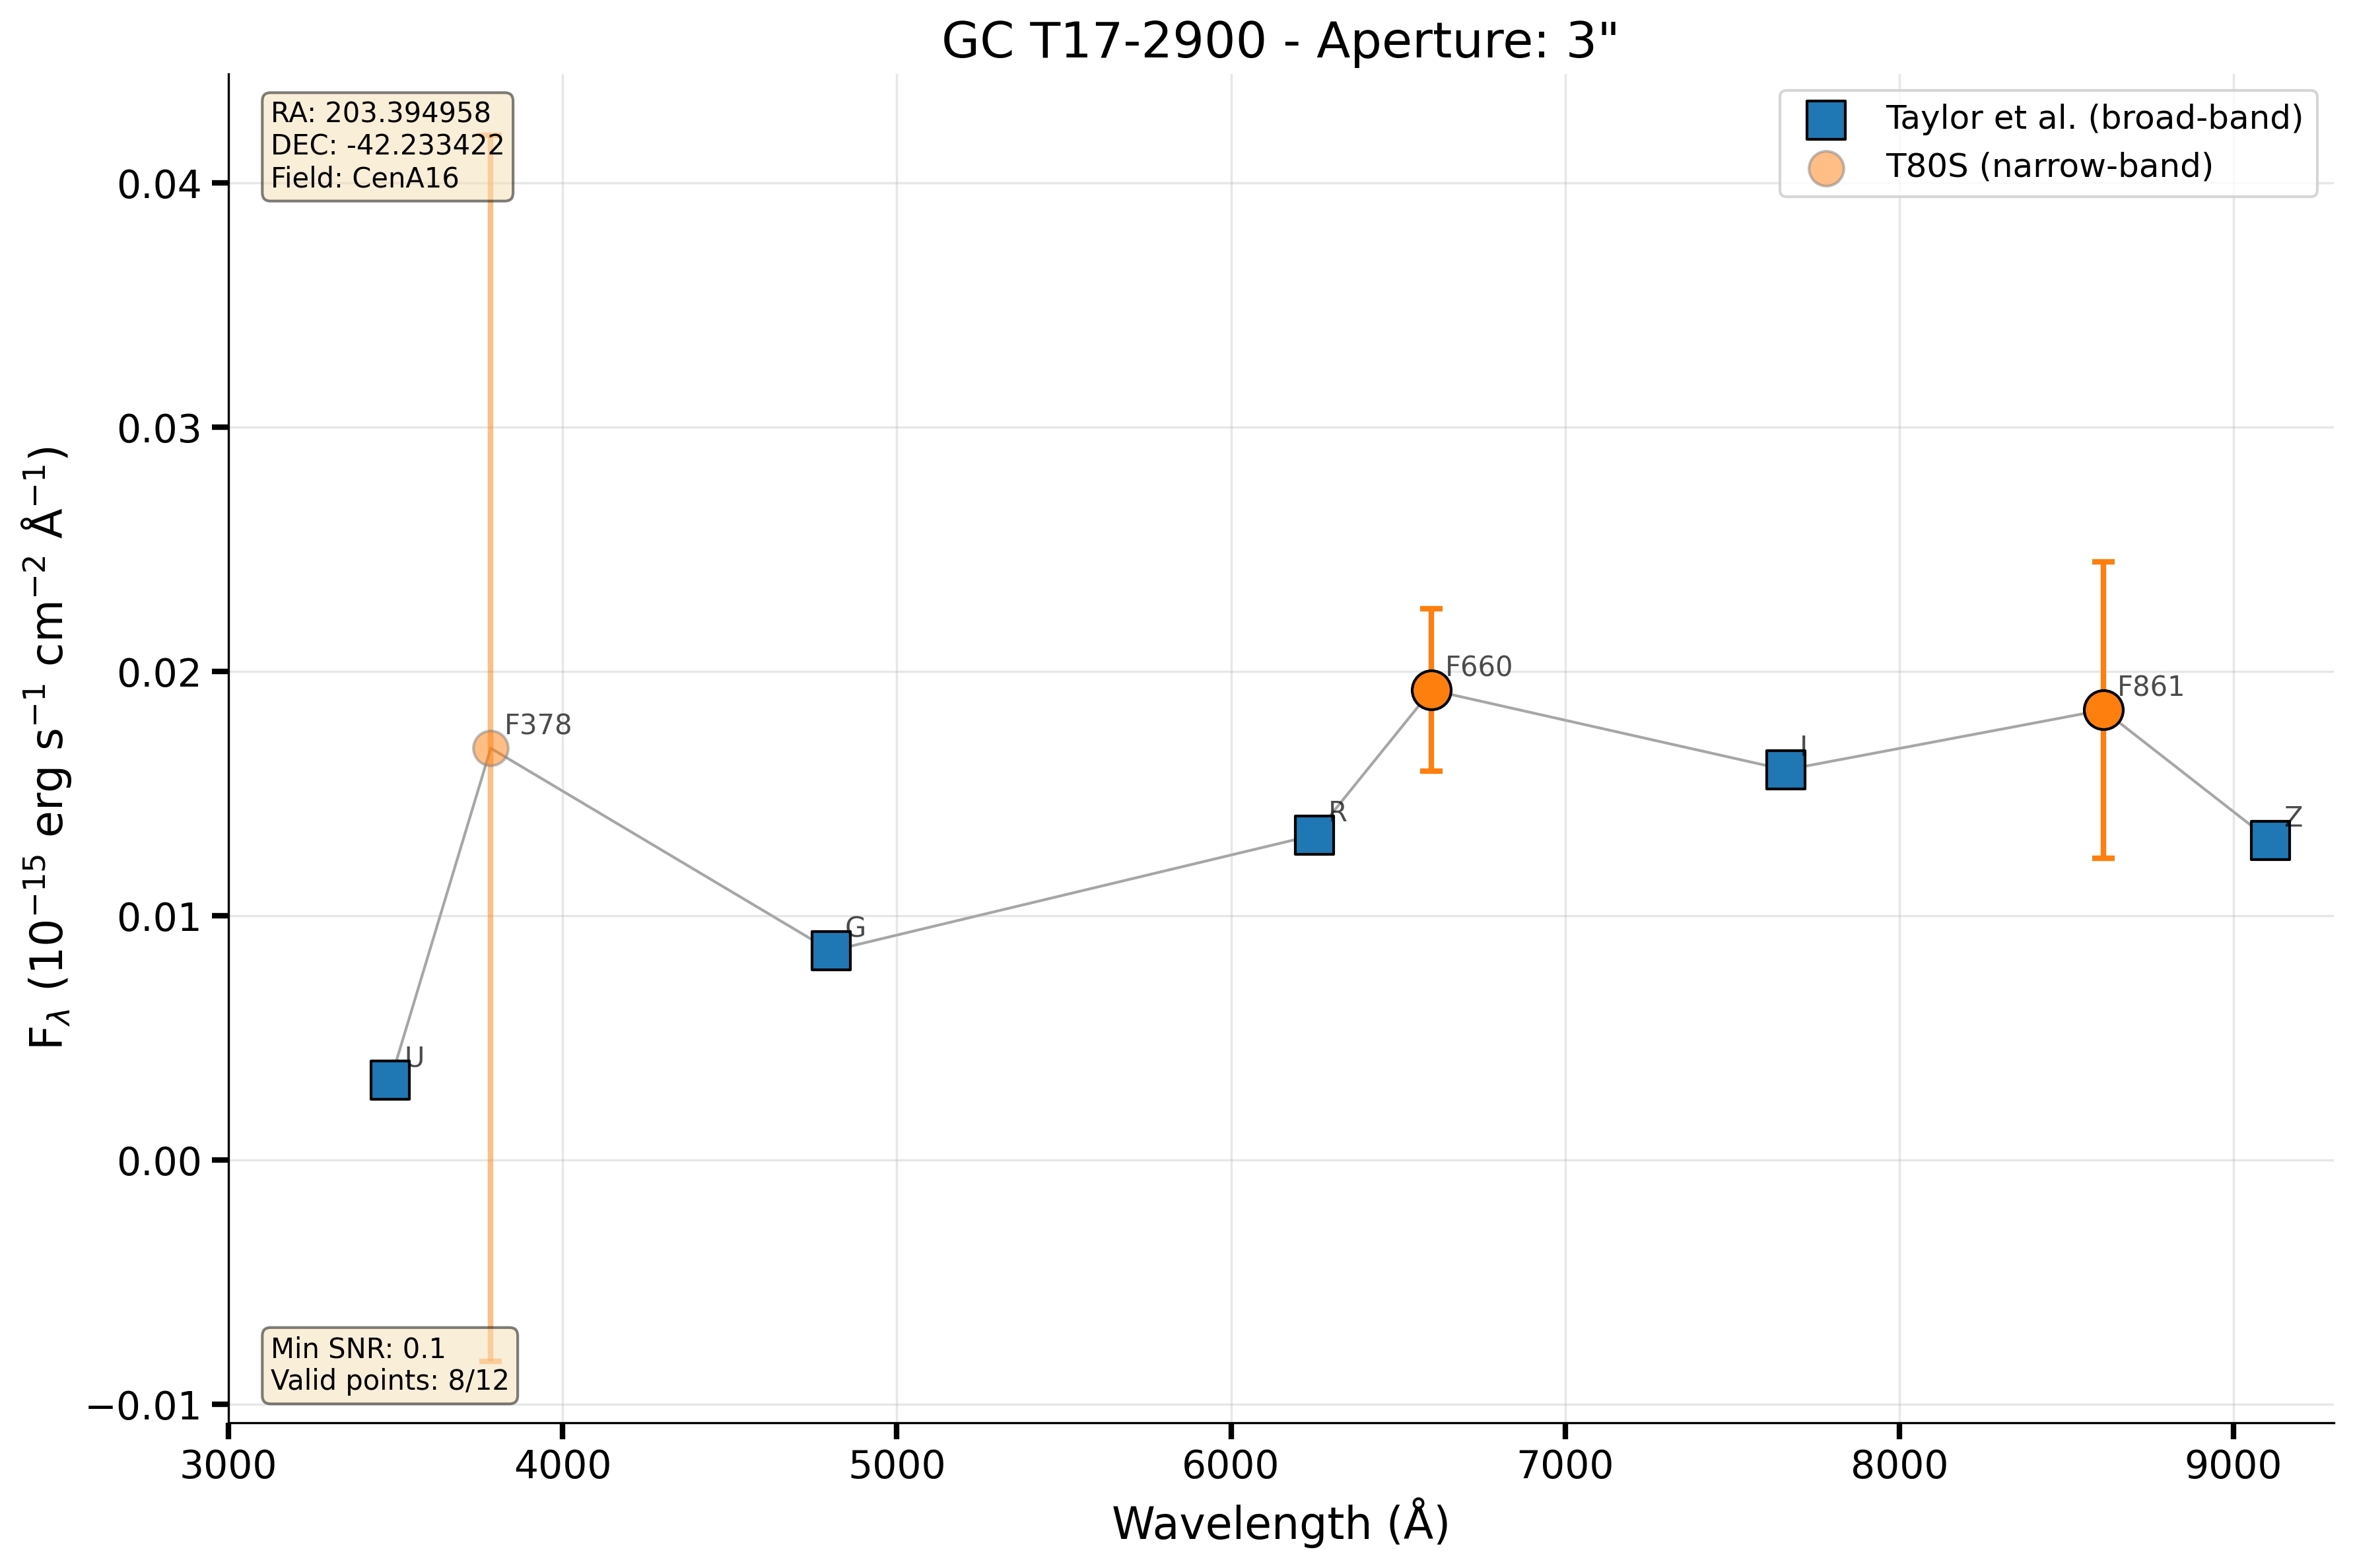 GC T17-2900 - Aperture: 3"
RA: 203.394958
DEC: -42.233422
Field: CenA16
Taylor et al. (broad-band)
T80S (narrow-band)
0.04
0.03
0.02
0.01
0.00
−0.01
F_λ (10⁻¹⁵ erg s⁻¹ cm⁻² Å⁻¹)
F660
F861
F378
I
R
Z
G
U
Min SNR: 0.1
Valid points: 8/12
3000 4000 5000 6000 7000 8000 9000
Wavelength (Å)